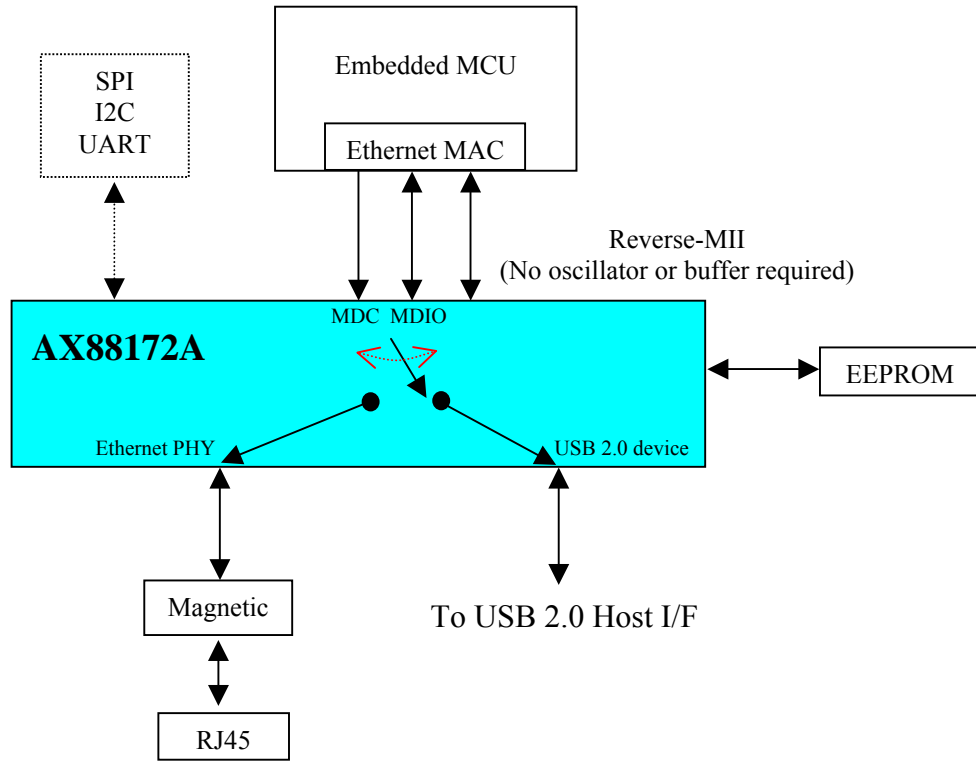 SPI
I2C
UART
Embedded MCU
Ethernet MAC
Reverse-MII
(No oscillator or buffer required)
MDC MDIO
AX88172A
EEPROM
Ethernet PHY
USB 2.0 device
Magnetic
To USB 2.0 Host I/F
RJ45